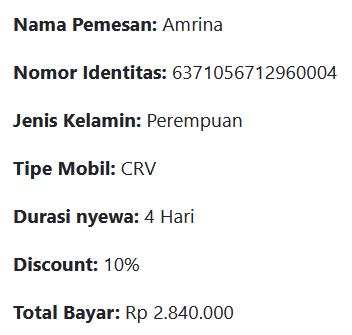 Nama Pemesan: Amrina
Nomor Identitas: 6371056712960004
Jenis Kelamin: Perempuan
Tipe Mobil: CRV
Durasi nyewa: 4 Hari
Discount: 10%
Total Bayar: Rp 2.840.000